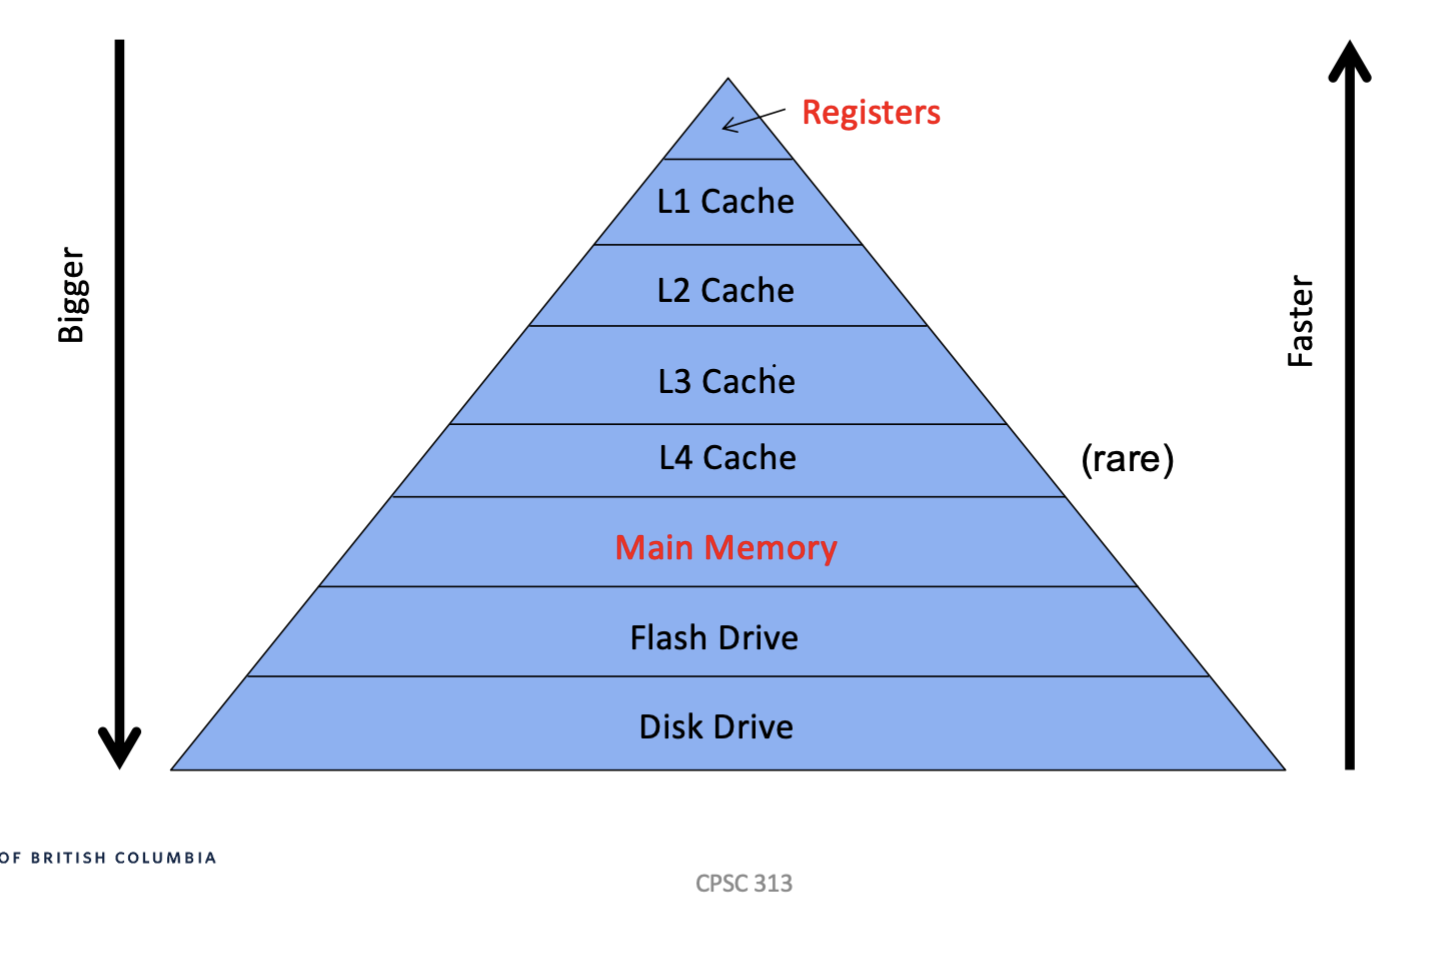 Registers
L1 Cache
L2 Cache
Bigger
Faster
L3 Cache
L4 Cache
(rare)
Main Memory
Flash Drive
Disk Drive
OF BRITISH COLUMBIA
CPSC 313